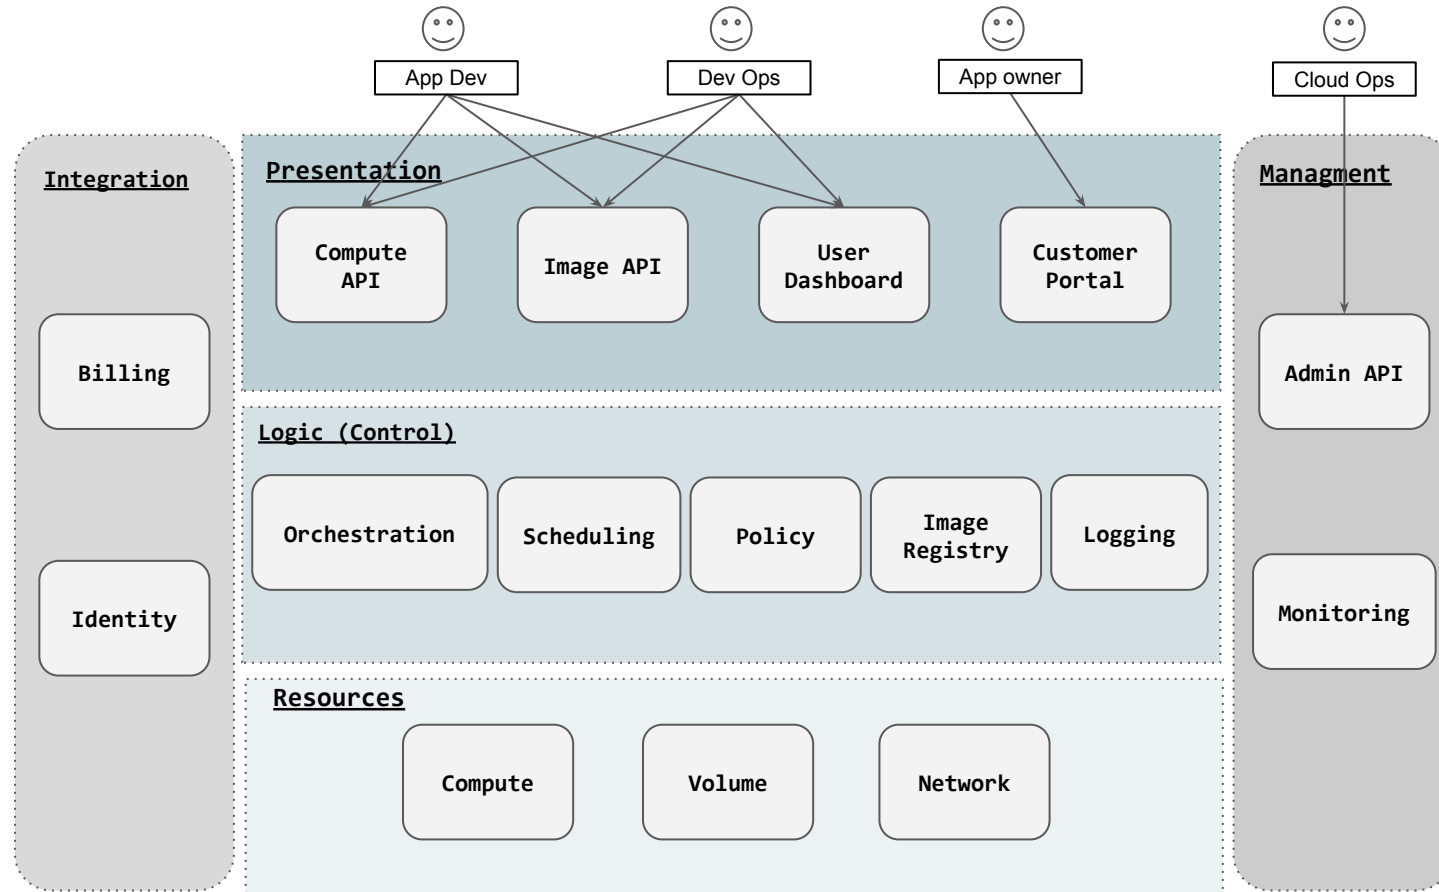 App Dev
Dev Ops
App owner
Cloud Ops
Integration
Presentation
Managment
Compute
API
Image API
User
Dashboard
Customer
Portal
Billing
Admin API
Logic (Control)
Orchestration
Scheduling
Policy
Image
Registry
Logging
Identity
Monitoring
Resources
Compute
Volume
Network